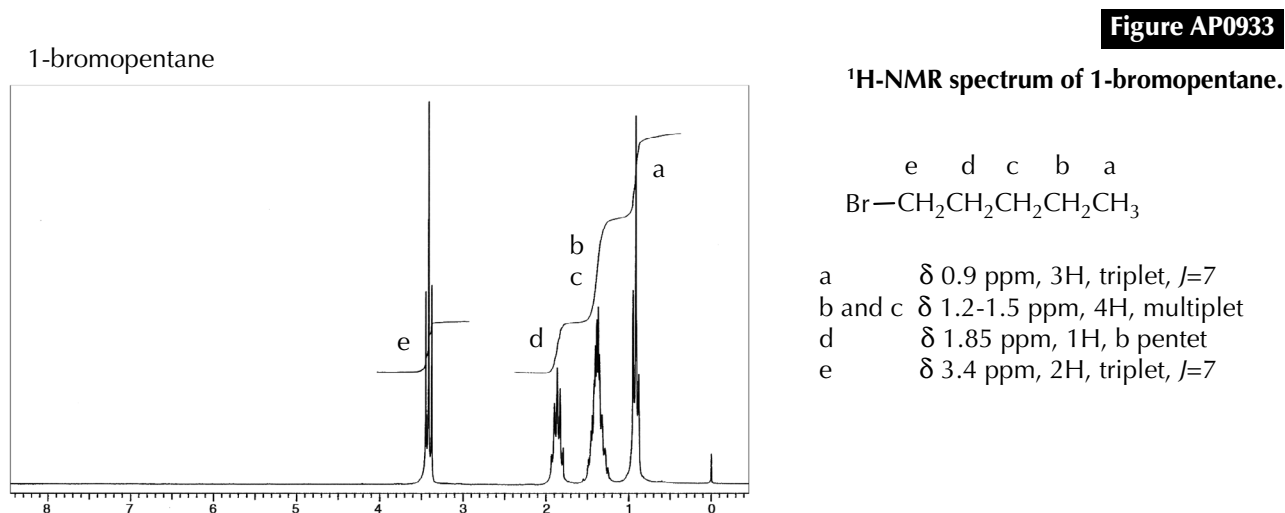 Figure AP0933
1-bromopentane
¹H-NMR spectrum of 1-bromopentane.
a
b
c
d
e
8 7 6 5 4 3 2 1 0
e d c b a
Br—CH₂CH₂CH₂CH₂CH₃
a δ 0.9 ppm, 3H, triplet, J=7
b and c δ 1.2-1.5 ppm, 4H, multiplet
d δ 1.85 ppm, 1H, b pentet
e δ 3.4 ppm, 2H, triplet, J=7